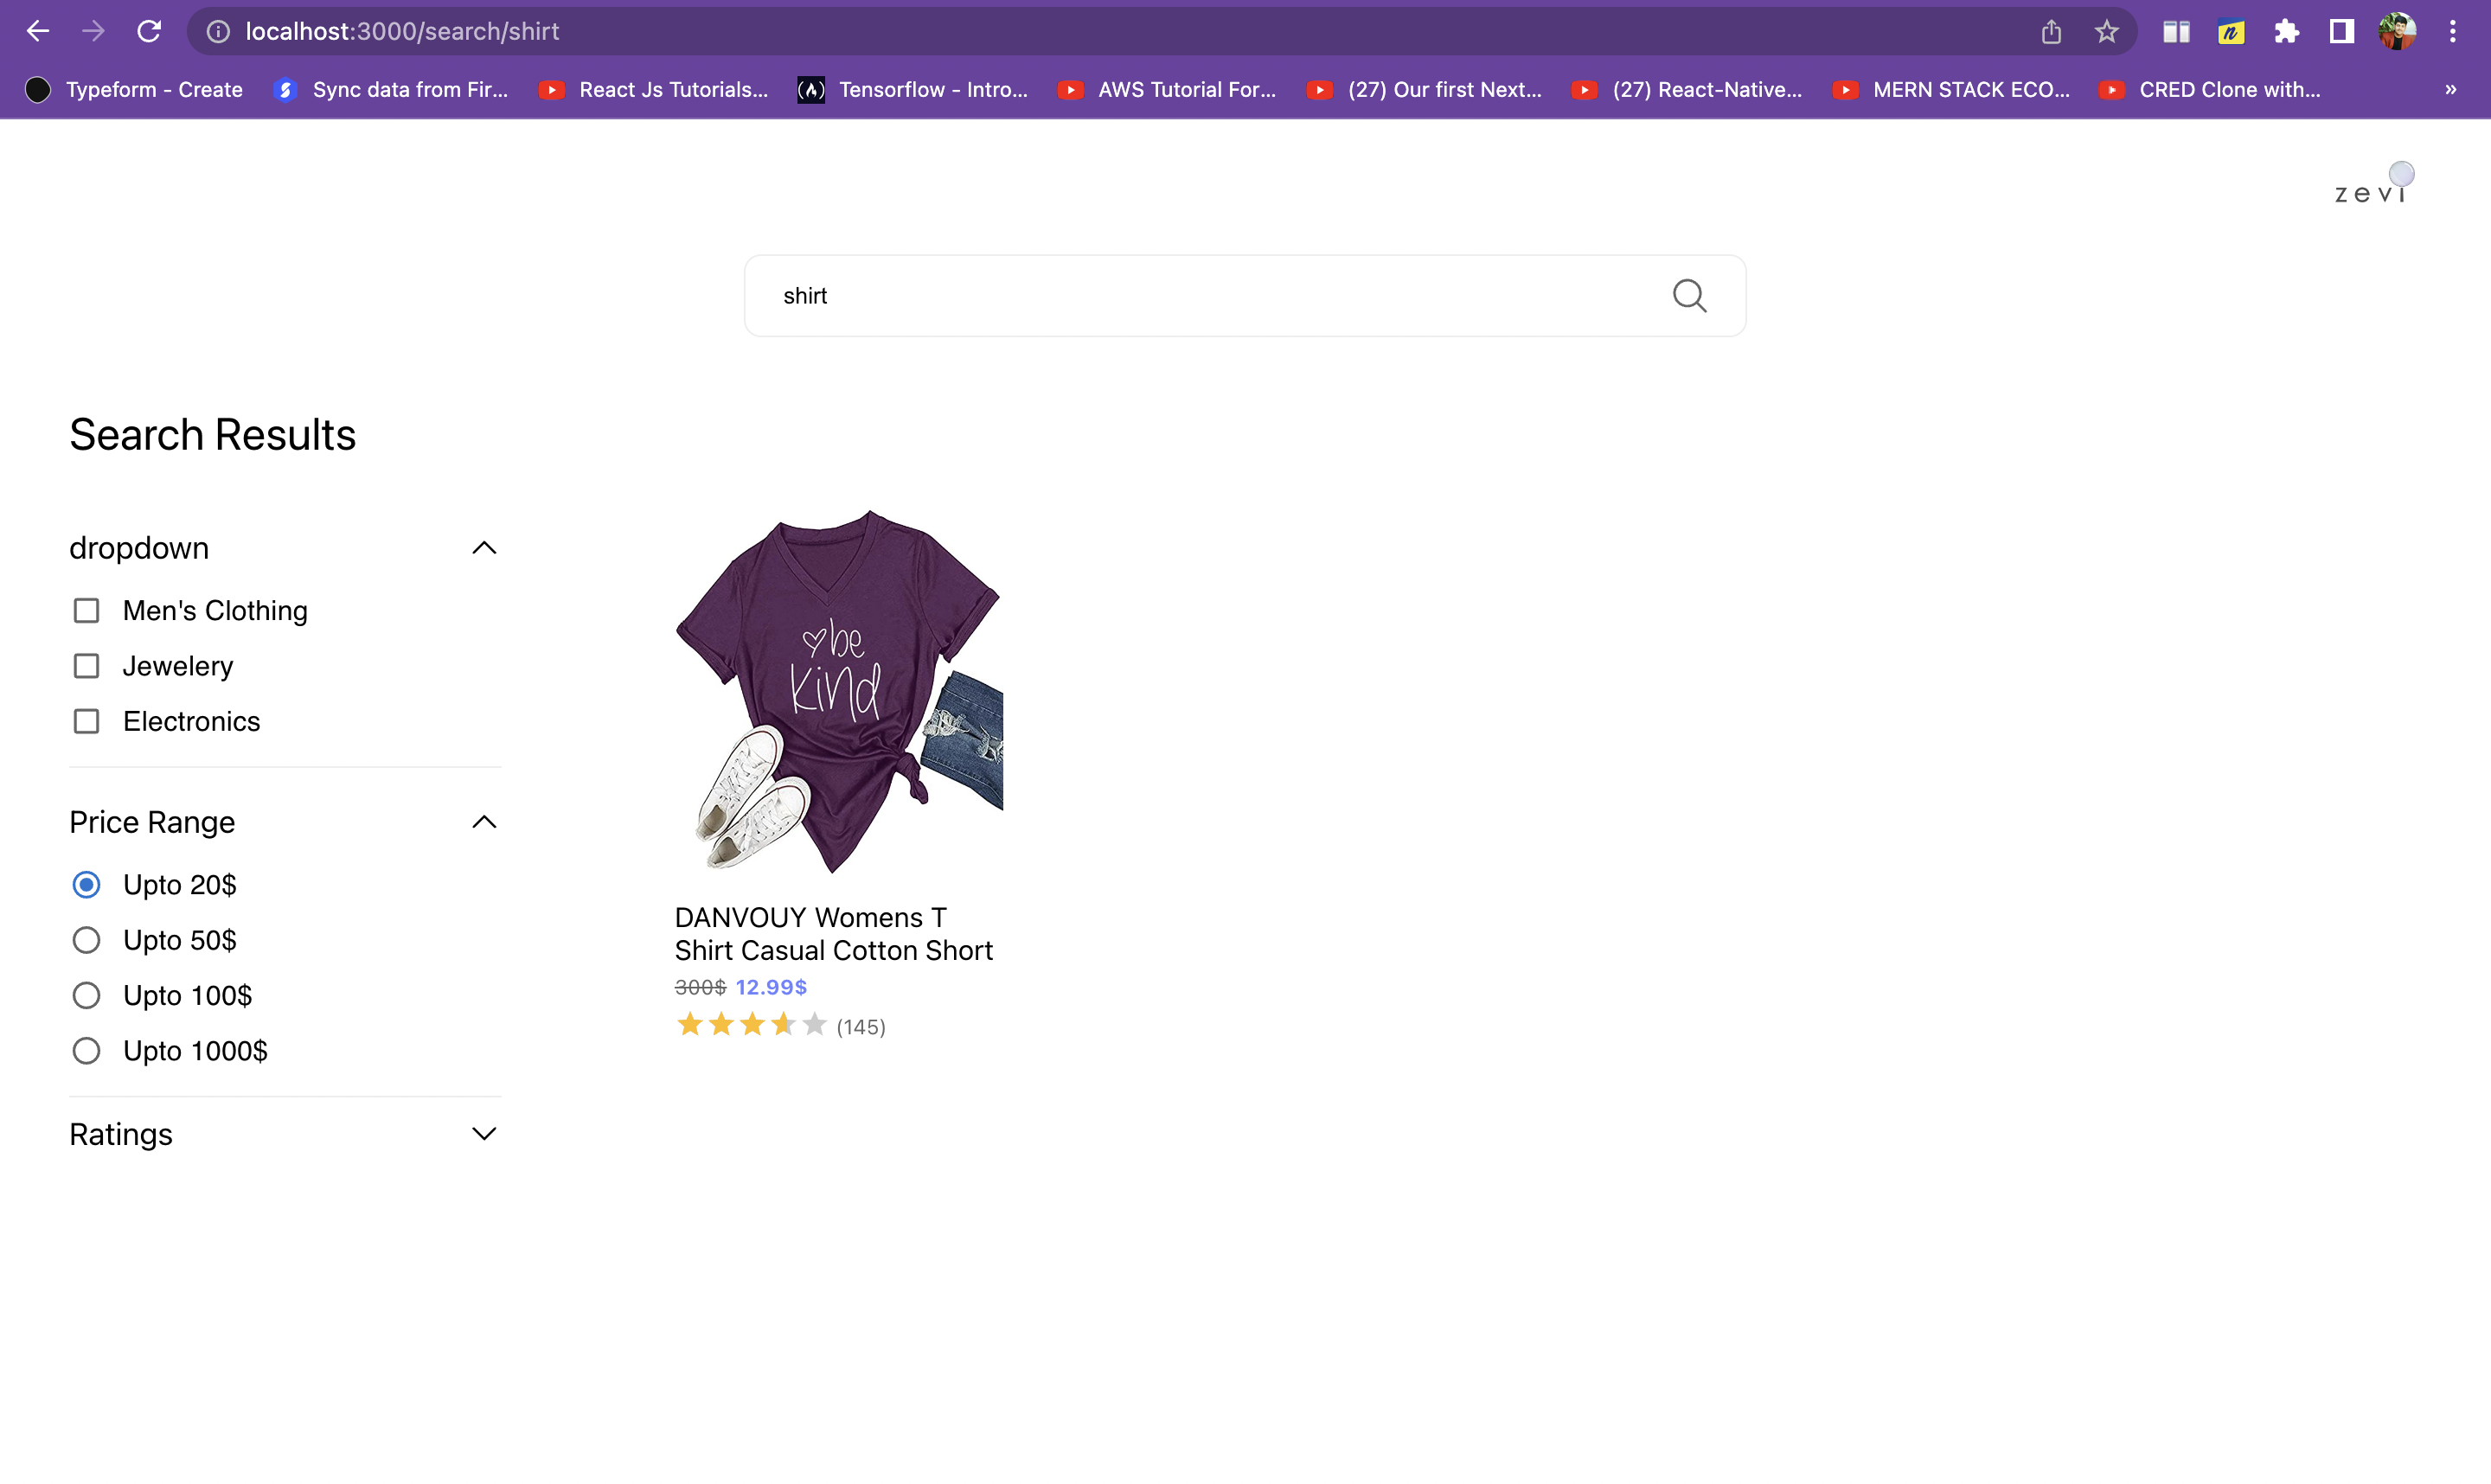 localhost:3000/search/shirt
Typeform - Create
Sync data from Fir...
React Js Tutorials...
Tensorflow - Intro...
AWS Tutorial For...
(27) Our first Next...
(27) React-Native...
MERN STACK ECO...
CRED Clone with...
»
zevi
shirt
Search Results
dropdown
Men's Clothing
Jewelery
Electronics
Price Range
Upto 20$
Upto 50$
Upto 100$
Upto 1000$
Ratings
be
kind
DANVOUY Womens T
Shirt Casual Cotton Short
300$ 12.99$
(145)